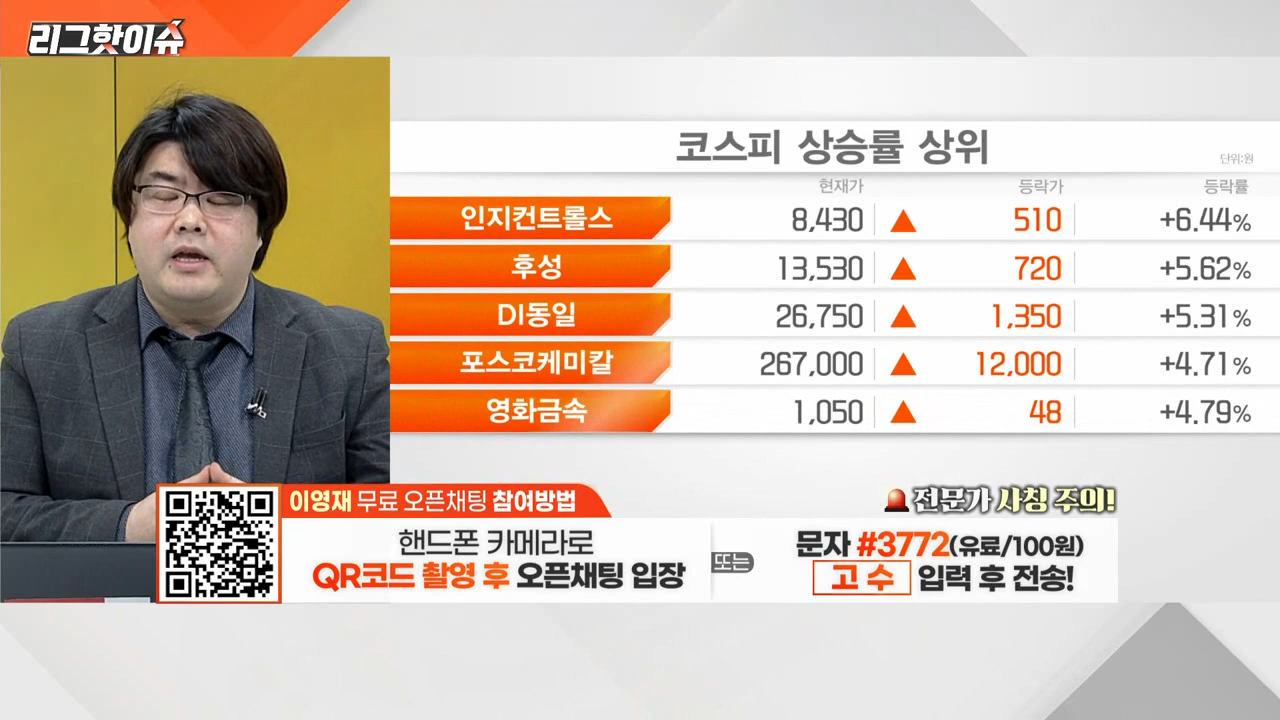 리그핫이슈
코스피 상승률 상위
단위:원
현재가 등락가 등락률
인지컨트롤스 8,430 ▲ 510 +6.44%
후성 13,530 ▲ 720 +5.62%
DI동일 26,750 ▲ 1,350 +5.31%
포스코케미칼 267,000 ▲ 12,000 +4.71%
영화금속 1,050 ▲ 48 +4.79%
이영재 무료 오픈채팅 참여방법
핸드폰 카메라로
QR코드 촬영 후 오픈채팅 입장
또는
전문가 사칭 주의!
문자 #3772(유료/100원)
고 수 입력 후 전송!